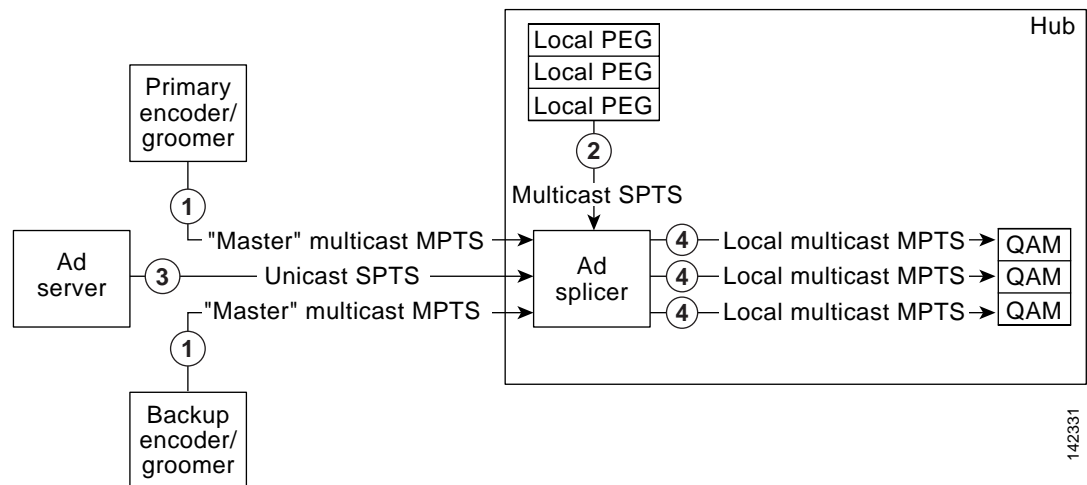 Hub
Local PEG
Local PEG
Local PEG
Primary
encoder/
groomer
2
1
Multicast SPTS
"Master" multicast MPTS
4
Local multicast MPTS
QAM
Ad
server
3
Unicast SPTS
Ad
splicer
4
Local multicast MPTS
QAM
"Master" multicast MPTS
4
Local multicast MPTS
QAM
1
Backup
encoder/
groomer
142331